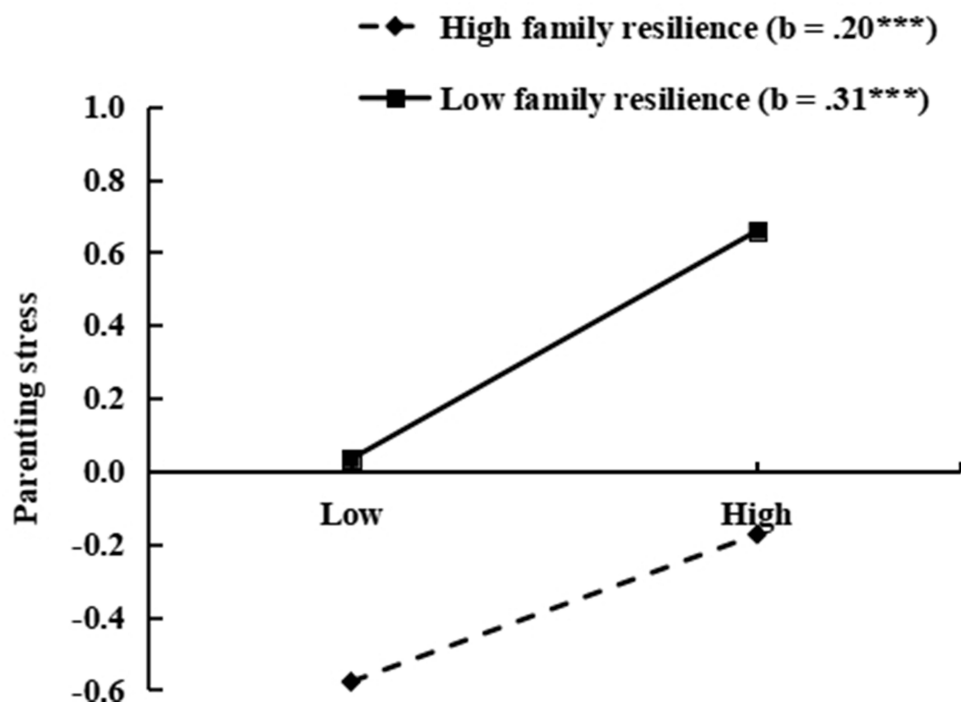 High family resilience (b = .20***)
Low family resilience (b = .31***)
1.0
0.8
0.6
0.4
0.2
0.0
-0.2
-0.4
-0.6
Parenting stress
Low
High